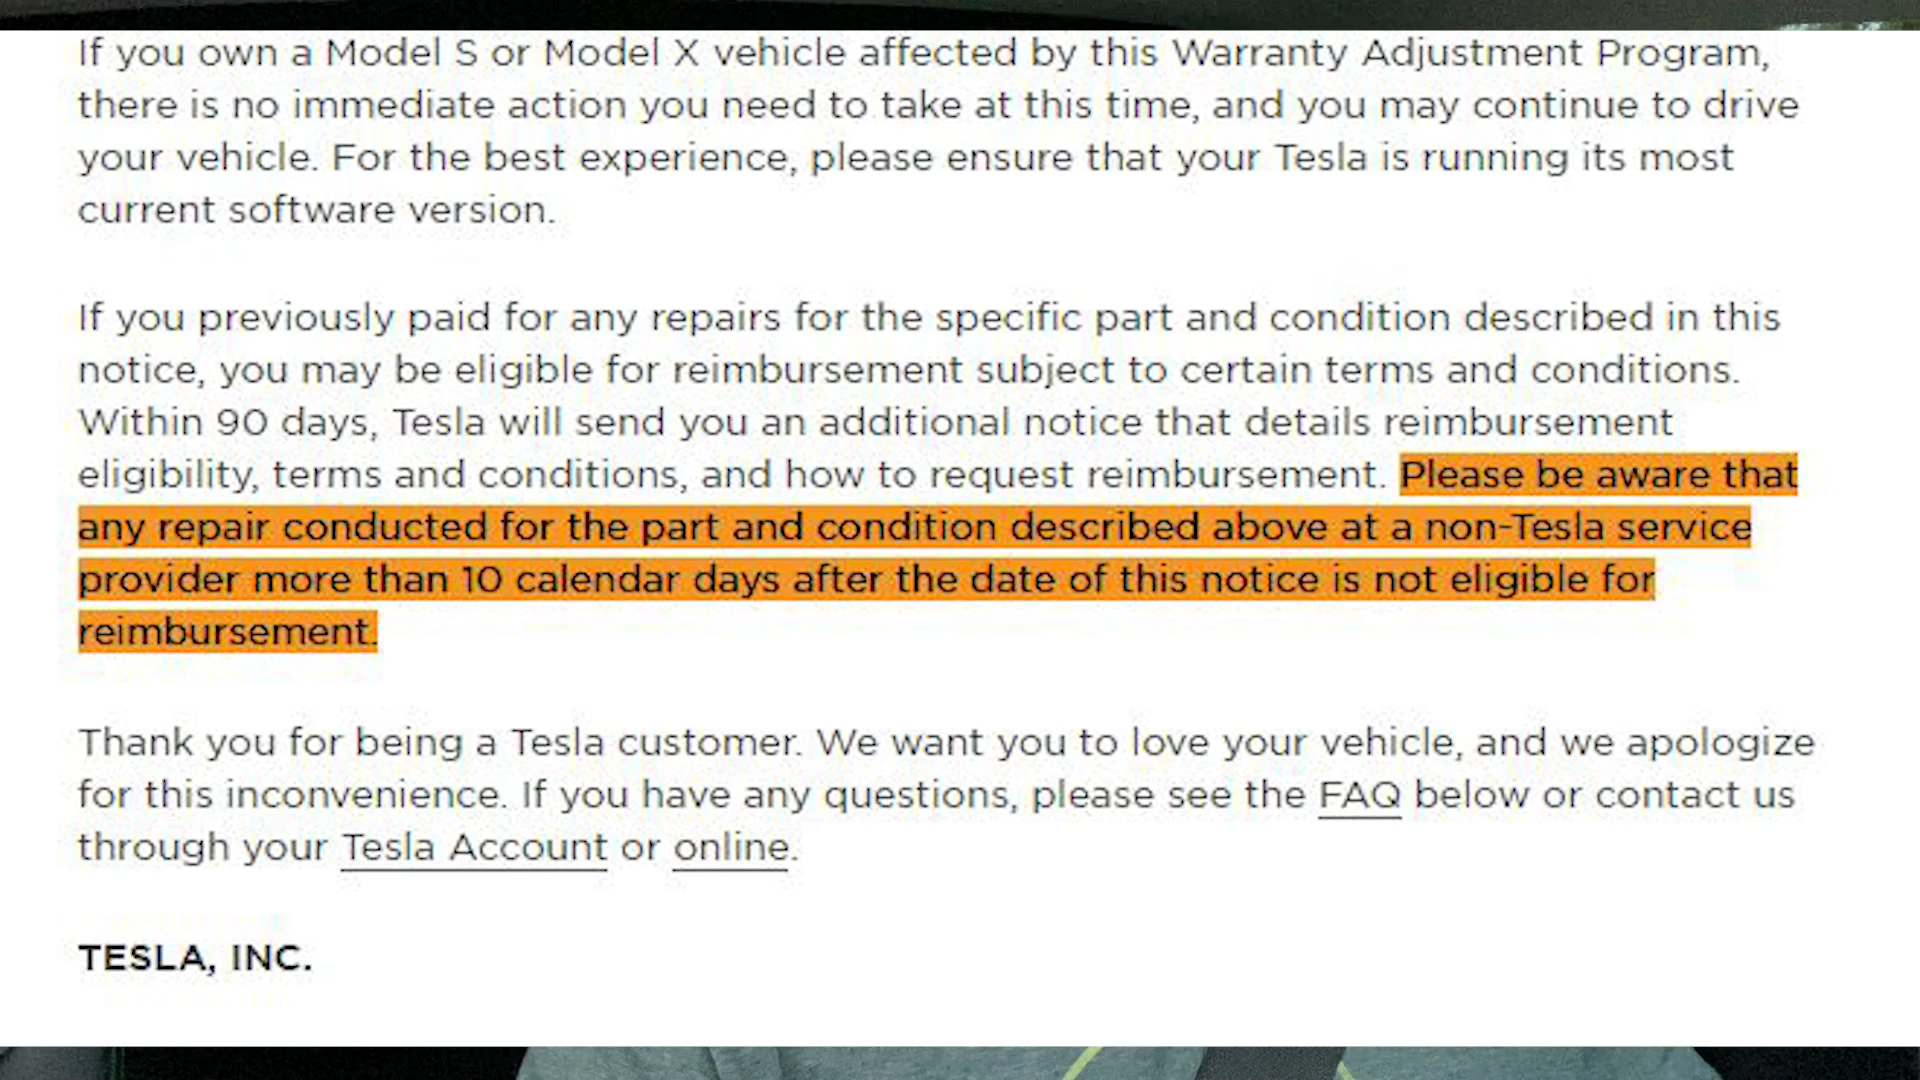 If you own a Model S or Model X vehicle affected by this Warranty Adjustment Program,
there is no immediate action you need to take at this time, and you may continue to drive
your vehicle. For the best experience, please ensure that your Tesla is running its most
current software version.
If you previously paid for any repairs for the specific part and condition described in this
notice, you may be eligible for reimbursement subject to certain terms and conditions.
Within 90 days, Tesla will send you an additional notice that details reimbursement
eligibility, terms and conditions, and how to request reimbursement. Please be aware that
any repair conducted for the part and condition described above at a non-Tesla service
provider more than 10 calendar days after the date of this notice is not eligible for
reimbursement.
Thank you for being a Tesla customer. We want you to love your vehicle, and we apologize
for this inconvenience. If you have any questions, please see the FAQ below or contact us
through your Tesla Account or online.
TESLA, INC.